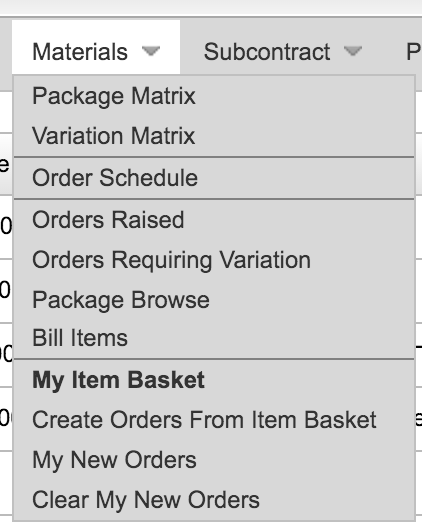 Materials Subcontract P
Package Matrix
Variation Matrix
Order Schedule
Orders Raised
Orders Requiring Variation
Package Browse
Bill Items
My Item Basket
Create Orders From Item Basket
My New Orders
Clear My New Orders